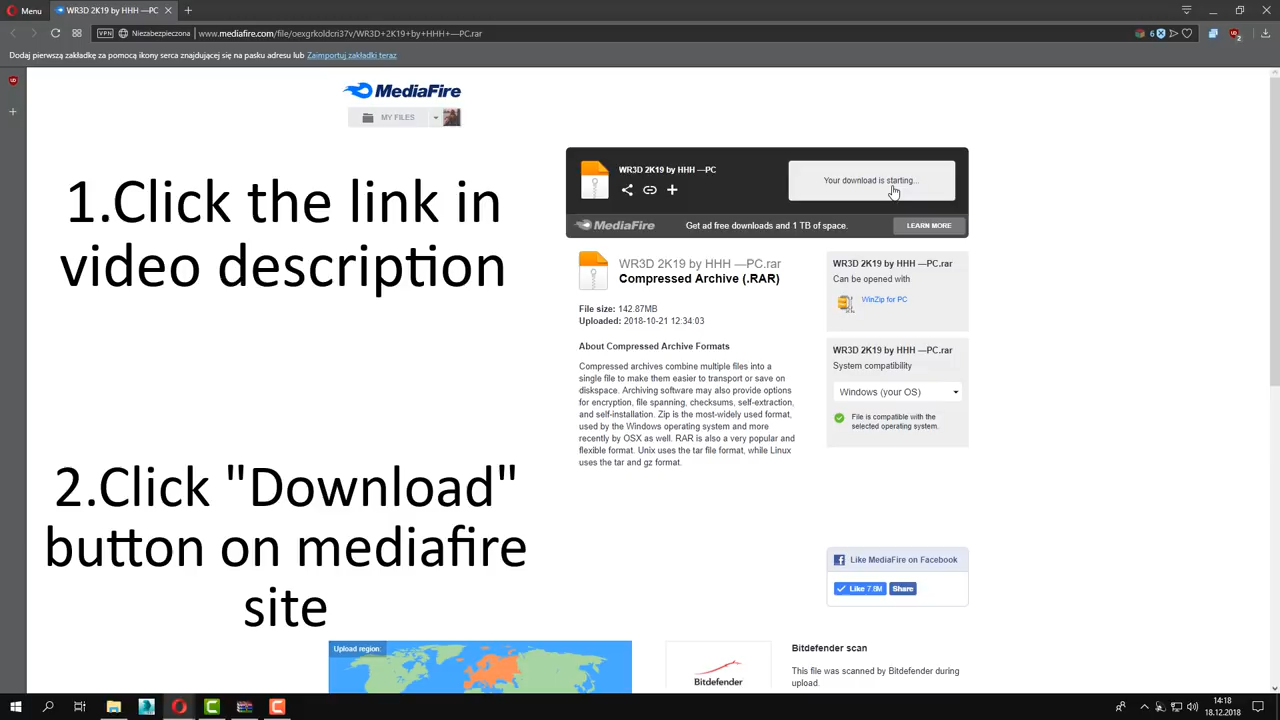 Menu
WR3D 2K19 by HHH —PC
VPN
Niezabezpieczona
www.mediafire.com/file/oexgrkoldcri37v/WR3D+2K19+by+HHH+—PC.rar
6
2
Dodaj pierwszą zakładkę za pomocą ikony serca znajdującej się na pasku adresu lub Zaimportuj zakładki teraz
MediaFire
MY FILES
1.Click the link in
video description
2.Click "Download"
button on mediafire
site
WR3D 2K19 by HHH —PC
Your download is starting...
MediaFire
Get ad free downloads and 1 TB of space.
LEARN MORE
WR3D 2K19 by HHH —PC.rar
Compressed Archive (.RAR)
File size: 142.87MB
Uploaded: 2018-10-21 12:34:03
About Compressed Archive Formats
Compressed archives combine multiple files into a
single file to make them easier to transport or save on
diskspace. Archiving software may also provide options
for encryption, file spanning, checksums, self-extraction,
and self-installation. Zip is the most-widely used format,
used by the Windows operating system and more
recently by OSX as well. RAR is also a very popular and
flexible format. Unix uses the tar file format, while Linux
uses the tar and gz format.
WR3D 2K19 by HHH —PC.rar
Can be opened with
WinZip for PC
WR3D 2K19 by HHH —PC.rar
System compatibility
Windows (your OS)
File is compatible with the
selected operating system.
Like MediaFire on Facebook
Like 7.8M
Share
Upload region:
Bitdefender
Bitdefender scan
This file was scanned by Bitdefender during
upload.
14:18
18.12.2018